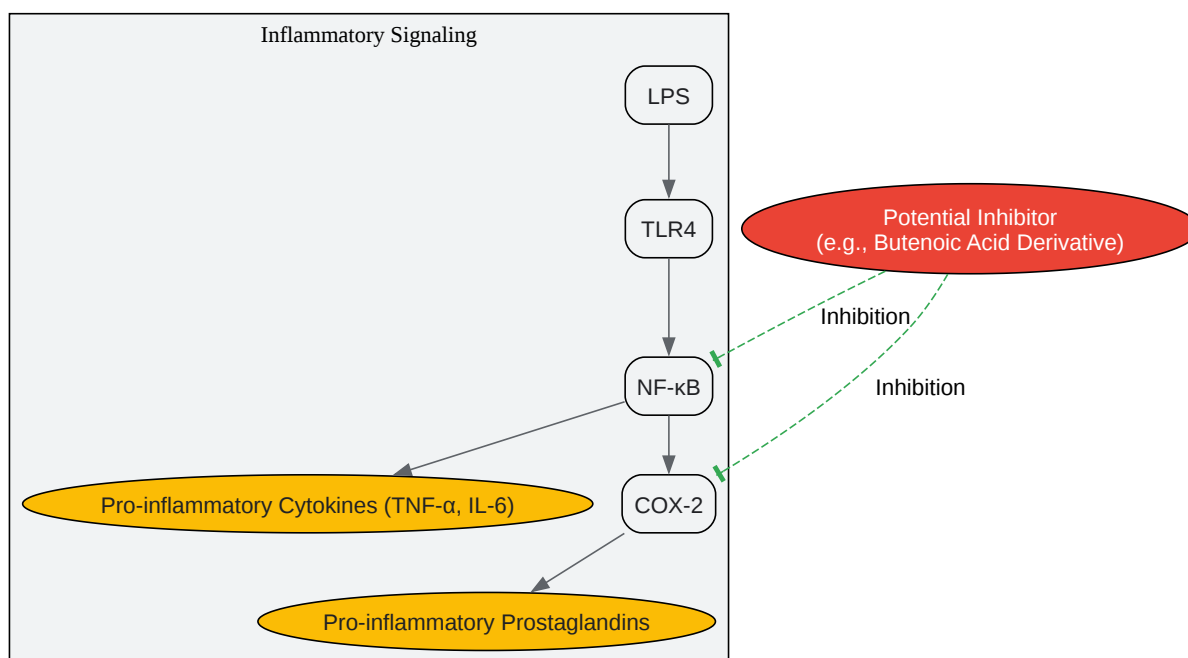 Inflammatory Signaling
LPS
TLR4
Potential Inhibitor
(e.g., Butenoic Acid Derivative)
Inhibition
NF-κB
Inhibition
Pro-inflammatory Cytokines (TNF-α, IL-6)
COX-2
Pro-inflammatory Prostaglandins